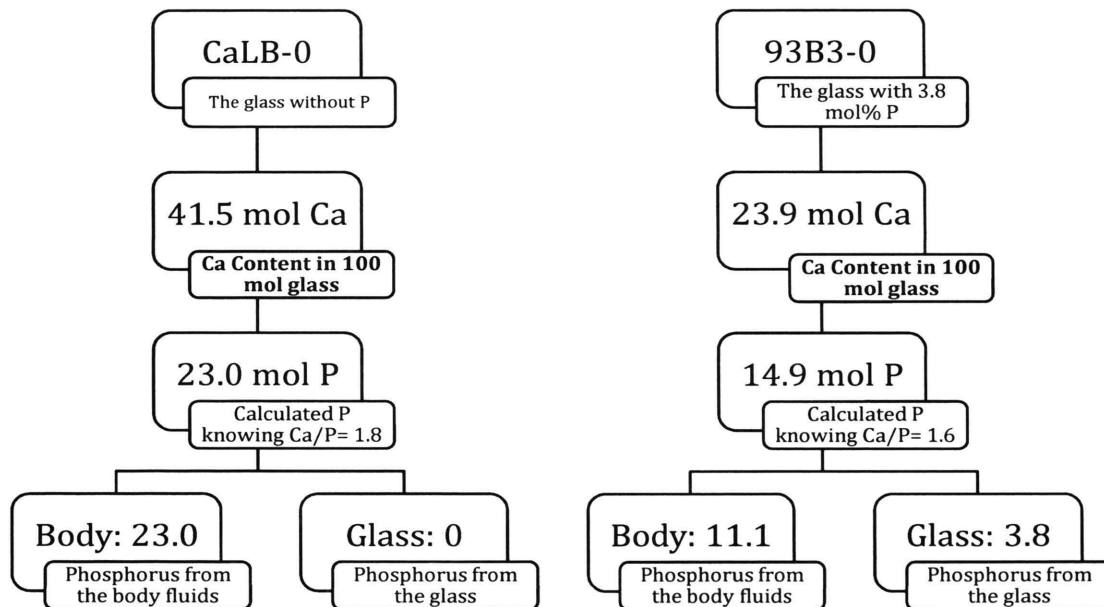 CaLB-0
The glass without P
41.5 mol Ca
Ca Content in 100
mol glass
23.0 mol P
Calculated P
knowing Ca/P= 1.8
Body: 23.0
Phosphorus from
the body fluids
Glass: 0
Phosphorus from
the glass
93B3-0
The glass with 3.8
mol% P
23.9 mol Ca
Ca Content in 100
mol glass
14.9 mol P
Calculated P
knowing Ca/P= 1.6
Body: 11.1
Phosphorus from
the body fluids
Glass: 3.8
Phosphorus from
the glass